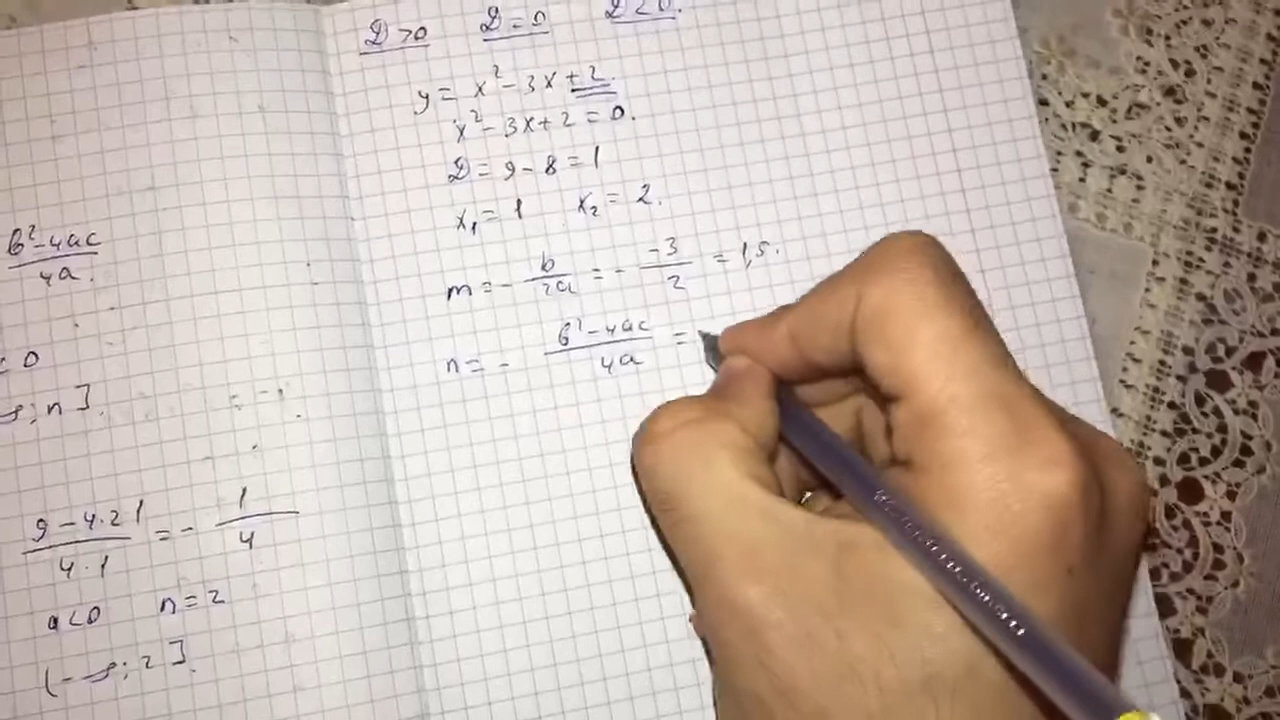 b²-4ac / 4a.
≤ 0
; n ].
9 - 4·2·1 / 4·1 = - 1/4
a<0 n = 2
(-∞; 2 ].
D > 0 D = 0 D < 0.
y = x² - 3x + 2.
x² - 3x + 2 = 0.
D = 9 - 8 = 1
x₁ = 1 x₂ = 2.
m = - b/2a = - -3/2 = 1,5.
n = - b²-4ac / 4a =